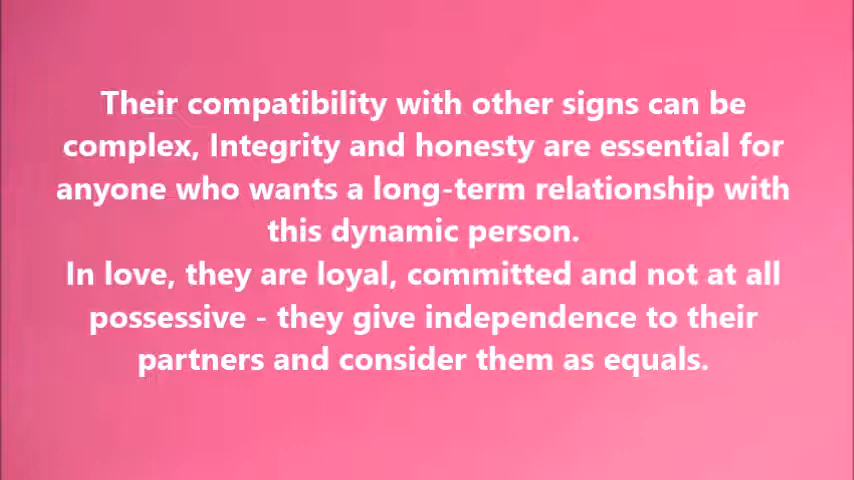 Their compatibility with other signs can be
complex, Integrity and honesty are essential for
anyone who wants a long-term relationship with
this dynamic person.
In love, they are loyal, committed and not at all
possessive - they give independence to their
partners and consider them as equals.